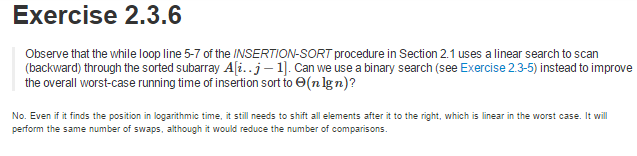 Exercise 2.3.6
Observe that the while loop line 5-7 of the INSERTION-SORT procedure in Section 2.1 uses a linear search to scan
(backward) through the sorted subarray A[i..j − 1]. Can we use a binary search (see Exercise 2.3-5) instead to improve
the overall worst-case running time of insertion sort to Θ(n lg n)?
No. Even if it finds the position in logarithmic time, it still needs to shift all elements after it to the right, which is linear in the worst case. It will
perform the same number of swaps, although it would reduce the number of comparisons.